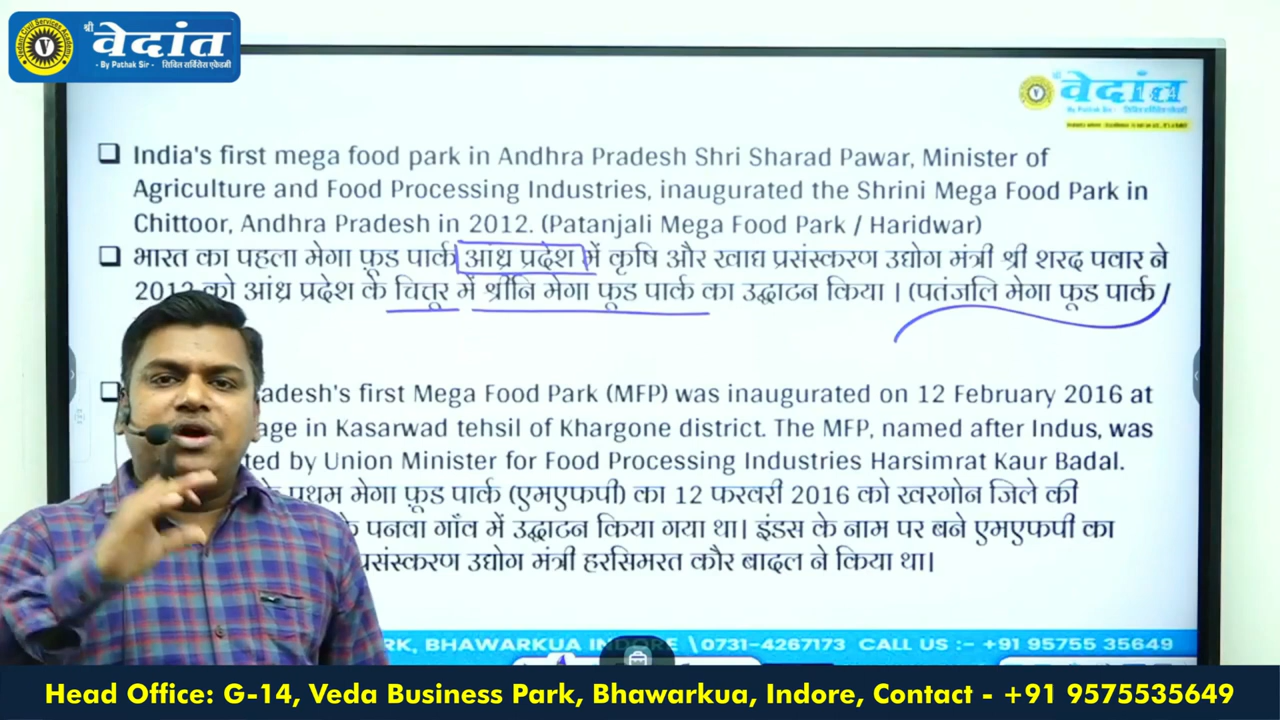 श्री
वेदांत
- By Pathak Sir - सिविल सर्विसेस एकेडमी
V
वेदांत
By Pathak Sir
India's first mega food park in Andhra Pradesh Shri Sharad Pawar, Minister of
Agriculture and Food Processing Industries, inaugurated the Shrini Mega Food Park in
Chittoor, Andhra Pradesh in 2012. (Patanjali Mega Food Park / Haridwar)
भारत का पहला मेगा फूड पार्क आंध्र प्रदेश में कृषि और खाद्य प्रसंस्करण उद्योग मंत्री श्री शरद पवार ने
2012 को आंध्र प्रदेश के चित्तूर में श्रीनि मेगा फूड पार्क का उद्घाटन किया । (पतंजलि मेगा फूड पार्क /
adesh's first Mega Food Park (MFP) was inaugurated on 12 February 2016 at
age in Kasarwad tehsil of Khargone district. The MFP, named after Indus, was
ted by Union Minister for Food Processing Industries Harsimrat Kaur Badal.
प्रथम मेगा फ़ूड पार्क (एमएफपी) का 12 फरवरी 2016 को खरगोन जिले की
के पनवा गाँव में उद्घाटन किया गया था। इंडस के नाम पर बने एमएफपी का
प्रसंस्करण उद्योग मंत्री हरसिमरत कौर बादल ने किया था।
RK, BHAWARKUA INDORE \0731-4267173 CALL US :- +91 95755 35649
Head Office: G-14, Veda Business Park, Bhawarkua, Indore, Contact - +91 9575535649